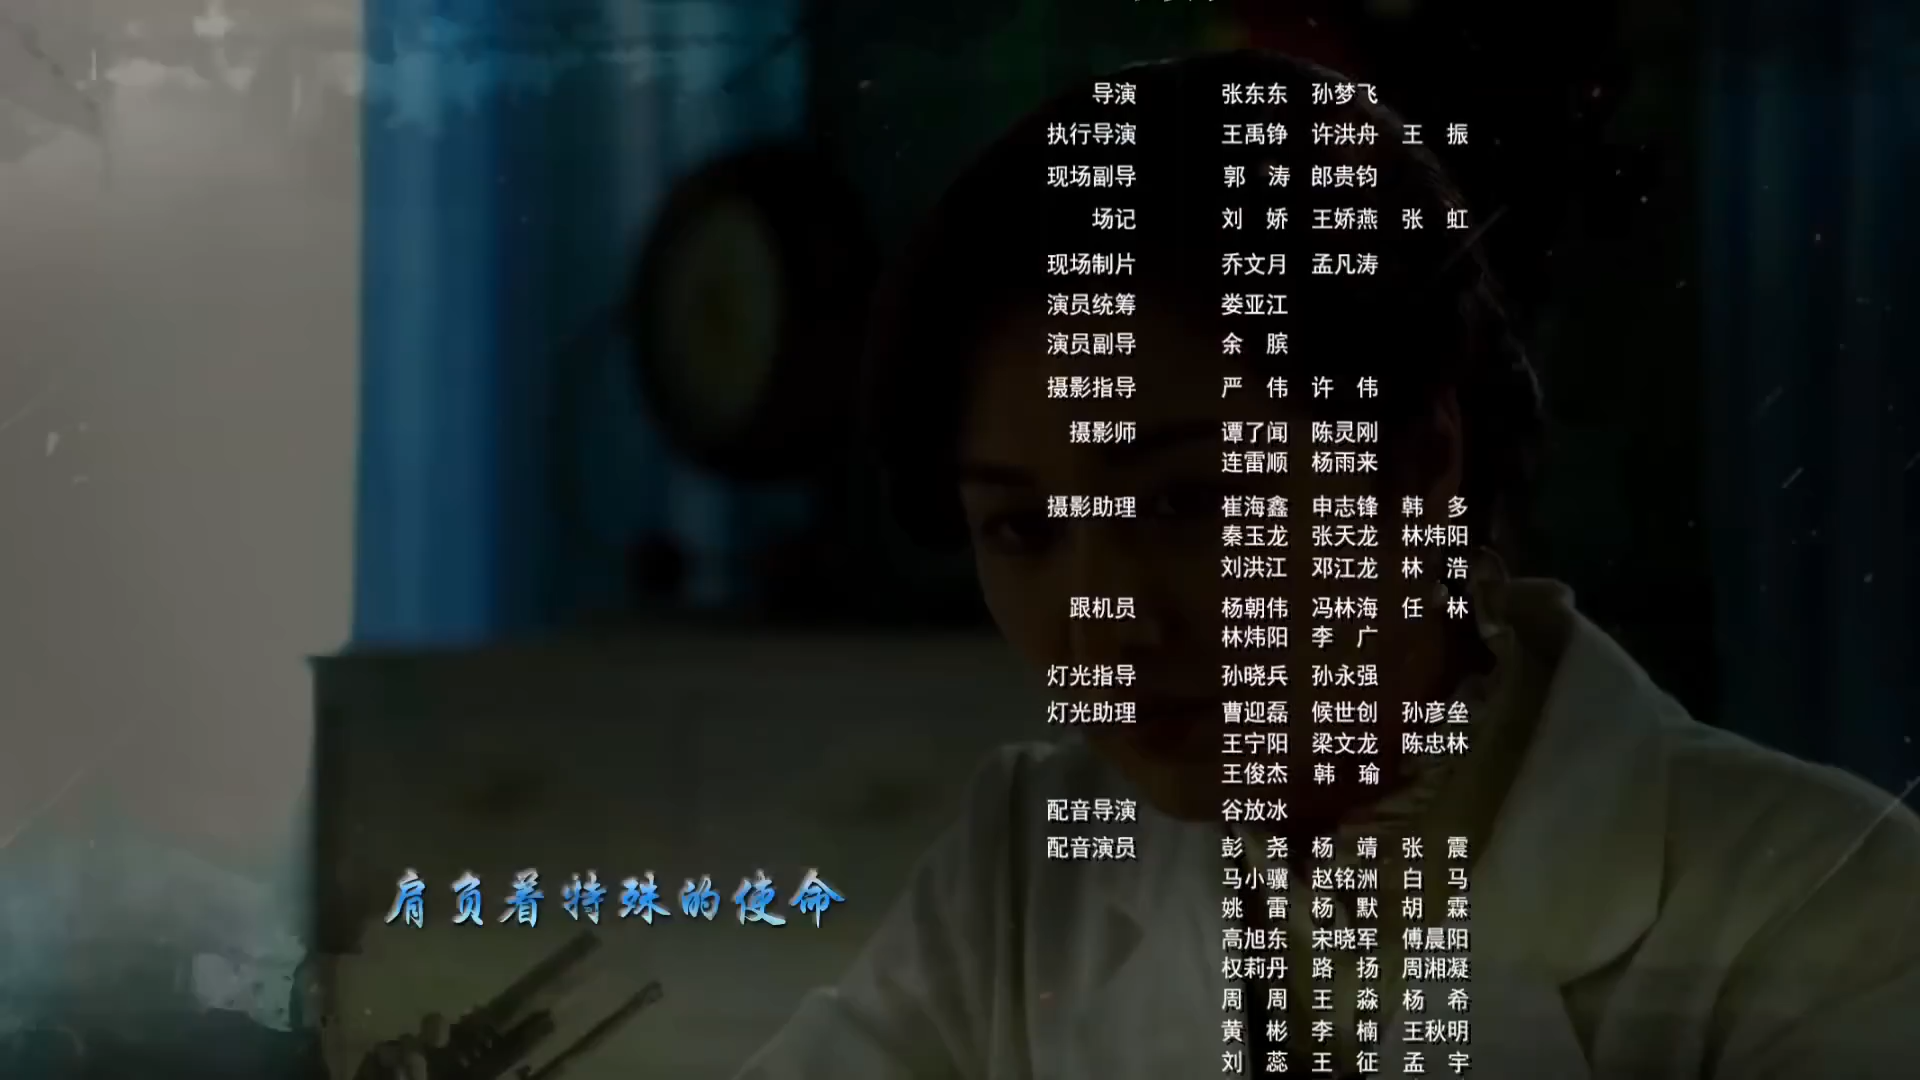 导演 张东东 孙梦飞
执行导演 王禹铮 许洪舟 王 振
现场副导 郭 涛 郎贵钧
场记 刘 娇 王娇燕 张 虹
现场制片 乔文月 孟凡涛
演员统筹 娄亚江
演员副导 余 膑
摄影指导 严 伟 许 伟
摄影师 谭了闻 陈灵刚
连雷顺 杨雨来
摄影助理 崔海鑫 申志锋 韩 多
秦玉龙 张天龙 林炜阳
刘洪江 邓江龙 林 浩
跟机员 杨朝伟 冯林海 任 林
林炜阳 李 广
灯光指导 孙晓兵 孙永强
灯光助理 曹迎磊 候世创 孙彦垒
王宁阳 梁文龙 陈忠林
王俊杰 韩 瑜
配音导演 谷放冰
配音演员 彭 尧 杨 靖 张 震
马小骥 赵铭洲 白 马
姚 雷 杨 默 胡 霖
高旭东 宋晓军 傅晨阳
权莉丹 路 扬 周湘凝
周 周 王 淼 杨 希
黄 彬 李 楠 王秋明
刘 蕊 王 征 孟 宇
肩负着特殊的使命